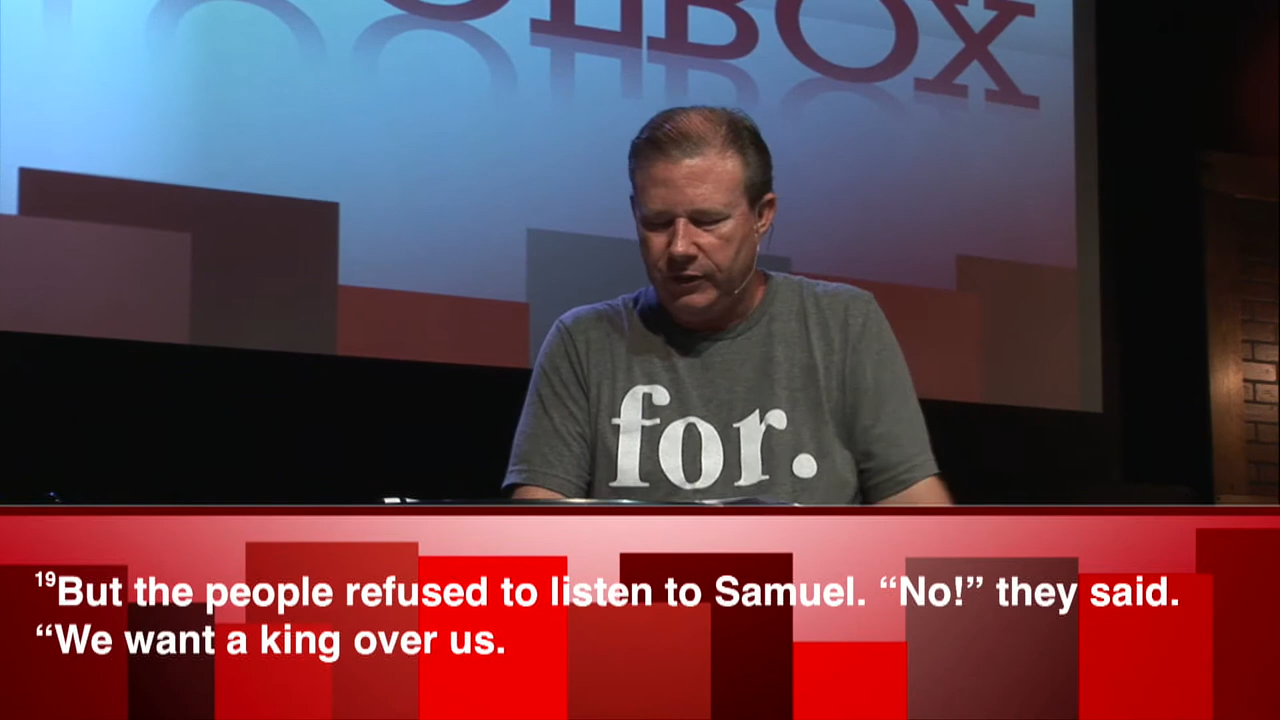 BOX
for.
¹⁹But the people refused to listen to Samuel. “No!” they said.
“We want a king over us.